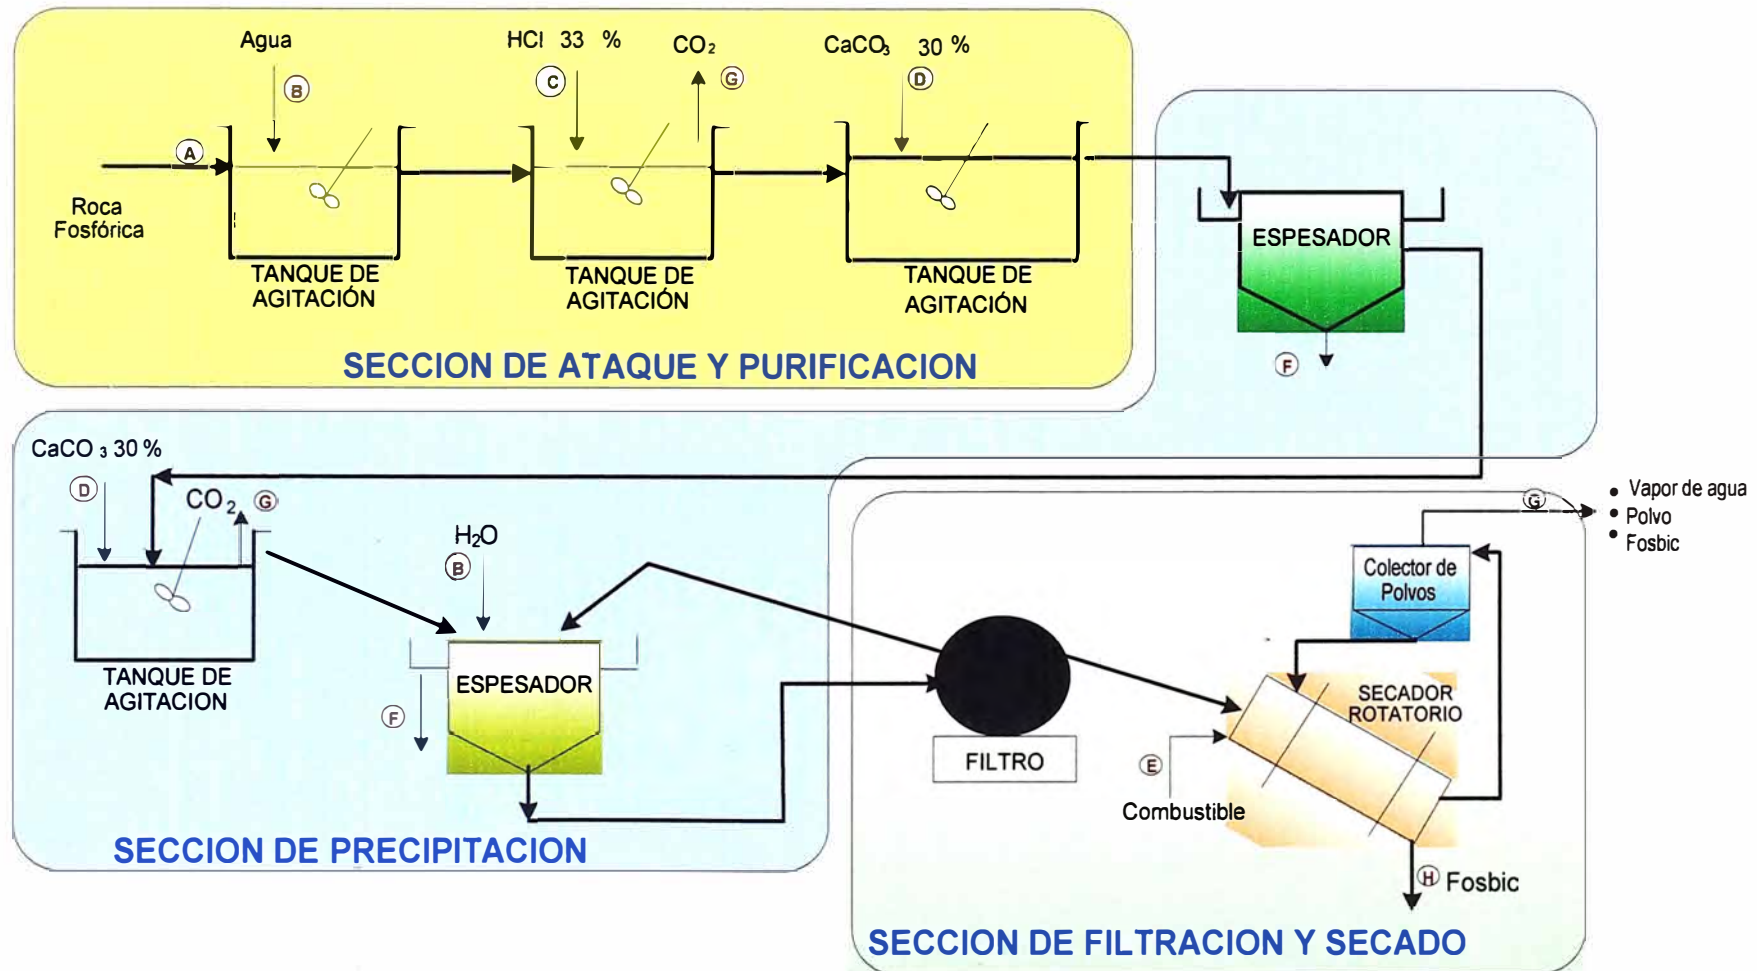 Agua
B
HCl 33 %
C
CO₂
G
CaCO₃ 30 %
D
A
Roca
Fosfórica
TANQUE DE
AGITACIÓN
TANQUE DE
AGITACIÓN
TANQUE DE
AGITACIÓN
SECCION DE ATAQUE Y PURIFICACION
ESPESADOR
F
CaCO ₃ 30 %
D
CO₂
G
TANQUE DE
AGITACION
H₂O
B
ESPESADOR
F
SECCION DE PRECIPITACION
FILTRO
G
• Vapor de agua
• Polvo
• Fosbic
Colector de
Polvos
SECADOR
ROTATORIO
E
Combustible
H Fosbic
SECCION DE FILTRACION Y SECADO